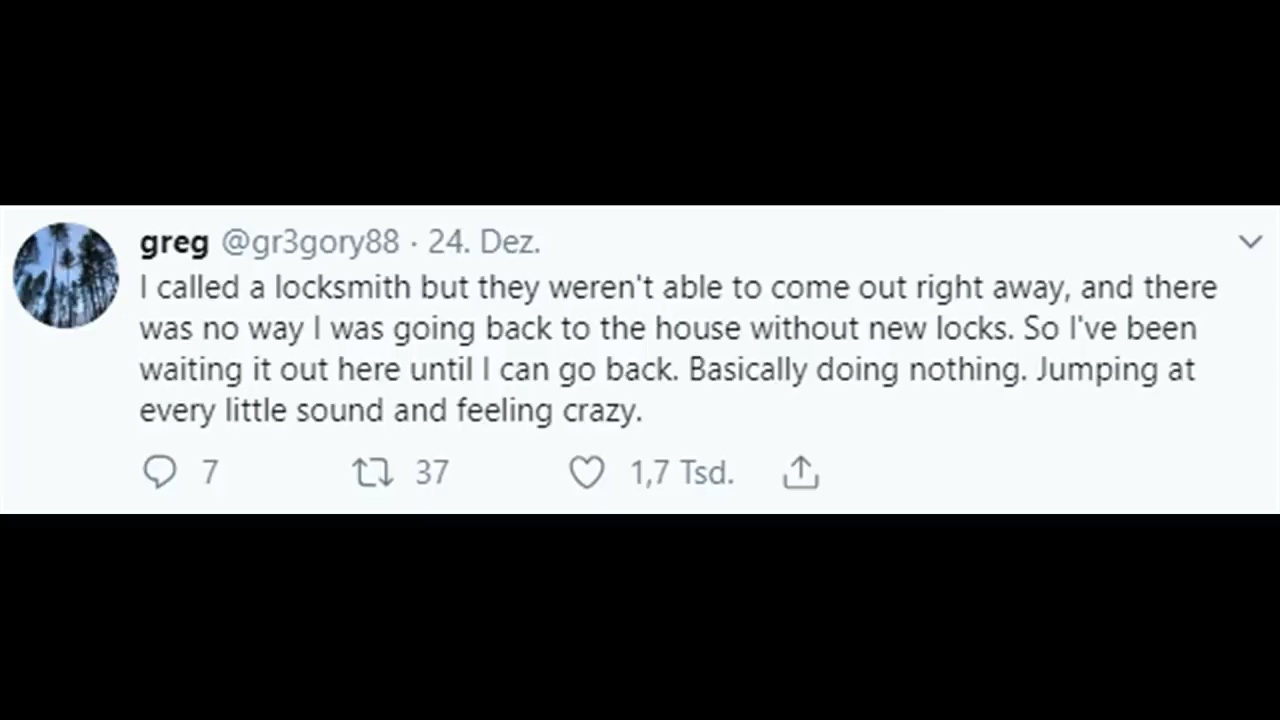 greg @gr3gory88 · 24. Dez.
I called a locksmith but they weren't able to come out right away, and there
was no way I was going back to the house without new locks. So I've been
waiting it out here until I can go back. Basically doing nothing. Jumping at
every little sound and feeling crazy.
7 37 1,7 Tsd.